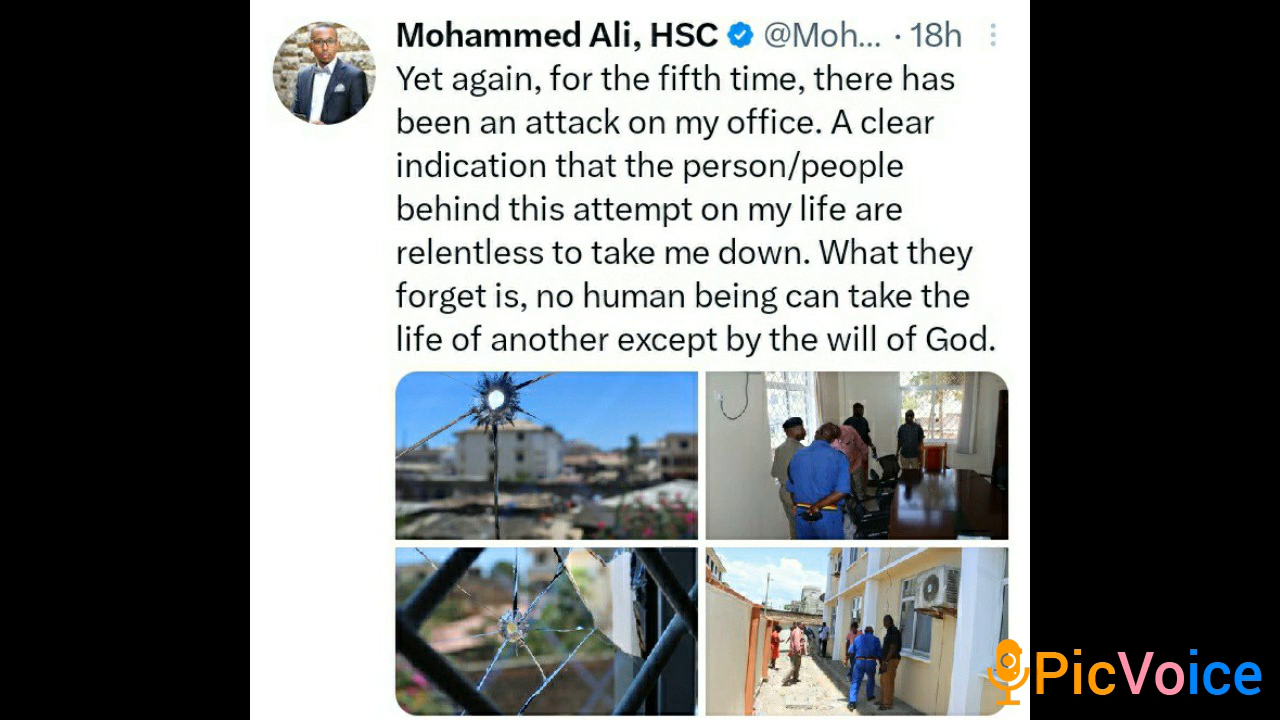 Mohammed Ali, HSC @Moh... · 18h
Yet again, for the fifth time, there has
been an attack on my office. A clear
indication that the person/people
behind this attempt on my life are
relentless to take me down. What they
forget is, no human being can take the
life of another except by the will of God.
PicVoice